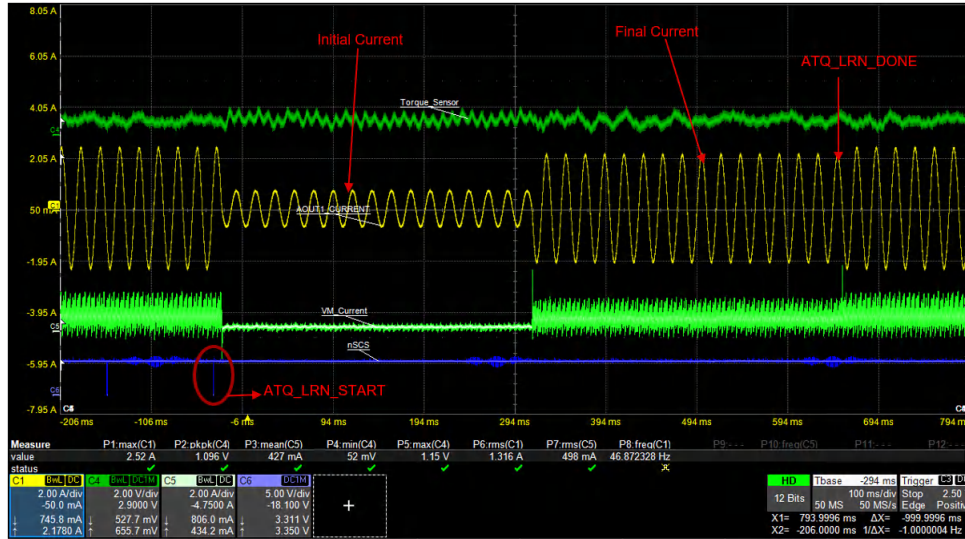 8.05 A
Initial Current
Final Current
6.05 A
ATQ_LRN_DONE
4.05 A
Torque_Sensor
C4
2.05 A
C1
50 mA
AOUT1_CURRENT
-1.95 A
-3.95 A
VM_Current
C5
nSCS
-5.95 A
ATQ_LRN_START
C6
-7.95 A
-206 ms -106 ms -6 ms 94 ms 194 ms 294 ms 394 ms 494 ms 594 ms 694 ms 794 m
Measure P1:max(C1) P2:pkpk(C4) P3:mean(C5) P4:min(C4) P5:max(C4) P6:rms(C1) P7:rms(C5) P8:freq(C1) P9:- - - P10:freq(C5) P11:- - - P12:- - -
value 2.52 A 1.096 V 427 mA 52 mV 1.15 V 1.316 A 498 mA 46.872328 Hz
status
C1 BwL DC C4 BwL DC1M C5 BwL DC C6 DC1M
2.00 A/div 2.00 V/div 2.00 A/div 5.00 V/div
-50.0 mA 2.9000 V -4.7500 A -18.100 V
745.8 mA 527.7 mV 806.0 mA 3.311 V
2.1780 A 655.7 mV 434.2 mA 3.350 V
+
HD Tbase -294 ms Trigger C3
12 Bits 100 ms/div Stop 2.50
50 MS 50 MS/s Edge Positiv
X1= 793.9996 ms ΔX= -999.9996 ms
X2= -206.0000 ms 1/ΔX= -1.0000004 Hz